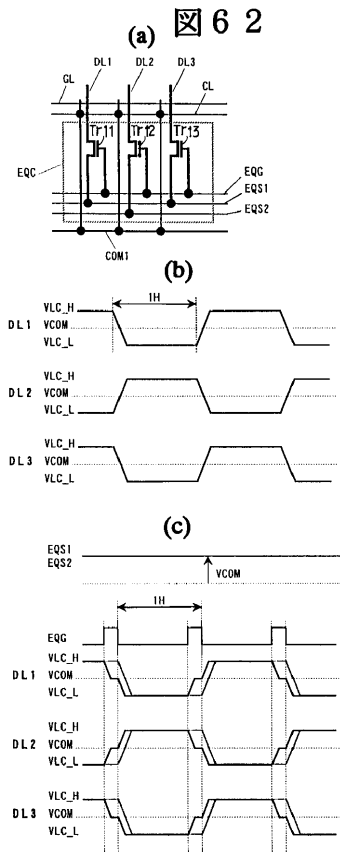 図62
(a)
DL1 DL2 DL3
GL
CL
Tr11 Tr12 Tr13
EQC
EQG
EQS1
EQS2
COM1
(b)
1H
VLC_H
DL1 VCOM
VLC_L
VLC_H
DL2 VCOM
VLC_L
VLC_H
DL3 VCOM
VLC_L
(c)
EQS1
EQS2
VCOM
1H
EQG
VLC_H
DL1 VCOM
VLC_L
VLC_H
DL2 VCOM
VLC_L
VLC_H
DL3 VCOM
VLC_L